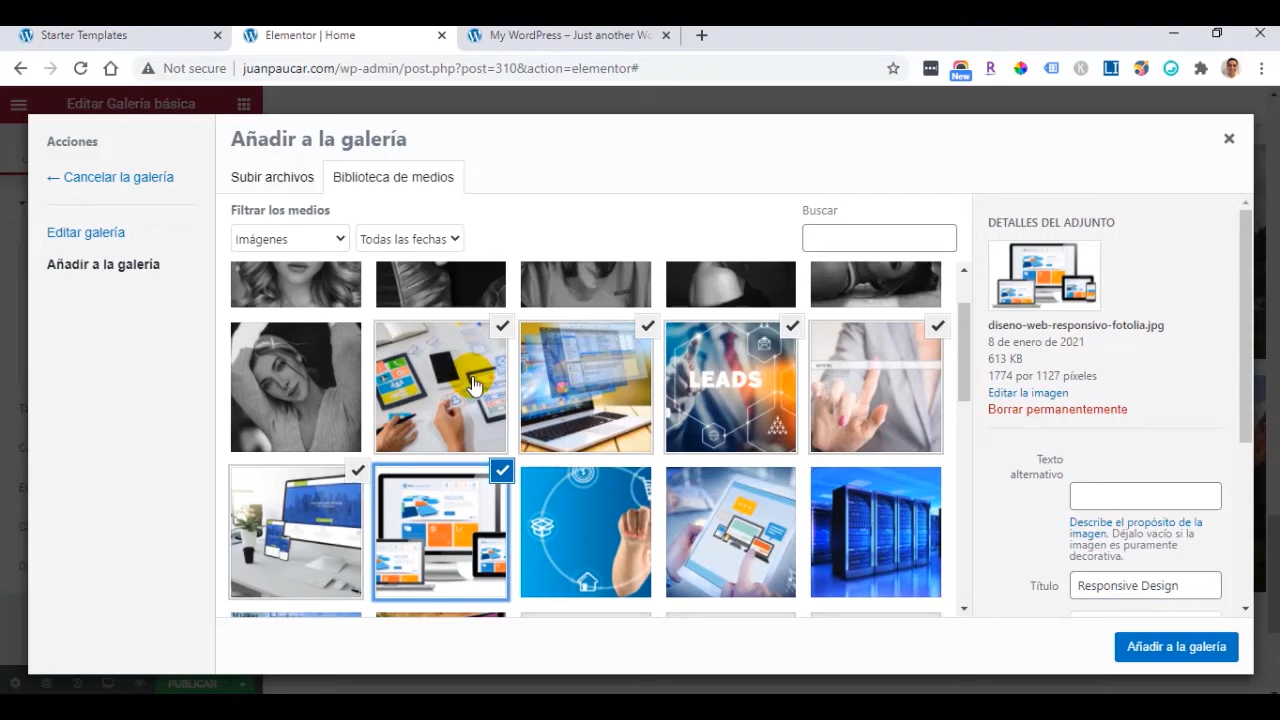 Starter Templates
Elementor | Home
My WordPress – Just another Wo
Not secure
juanpaucar.com/wp-admin/post.php?post=310&action=elementor#
New
Editar Galería básica
Acciones
← Cancelar la galería
Editar galería
Añadir a la galería
Añadir a la galería
Subir archivos
Biblioteca de medios
Filtrar los medios
Imágenes
Todas las fechas
Buscar
LEADS
DETALLES DEL ADJUNTO
diseno-web-responsivo-fotolia.jpg
8 de enero de 2021
613 KB
1774 por 1127 píxeles
Editar la imagen
Borrar permanentemente
Texto
alternativo
Describe el propósito de la
imagen. Déjalo vacío si la
imagen es puramente
decorativa.
Título
Responsive Design
Añadir a la galería
PUBLICAR